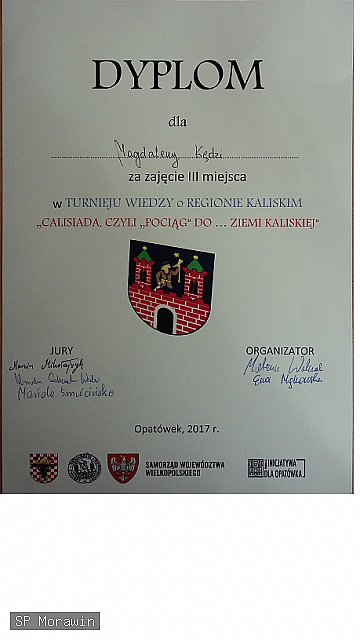 DYPLOM
dla
Magdaleny Kędzi
za zajęcie III miejsca
w TURNIEJU WIEDZY o REGIONIE KALISKIM
„CALISIADA, CZYLI „POCIĄG" DO ... ZIEMI KALISKIEJ"
JURY
ORGANIZATOR
Opatówek, 2017 r.
SAMORZĄD WOJEWÓDZTWA
WIELKOPOLSKIEGO
INICJATYWA
DLA OPATÓWKA
SP Morawin